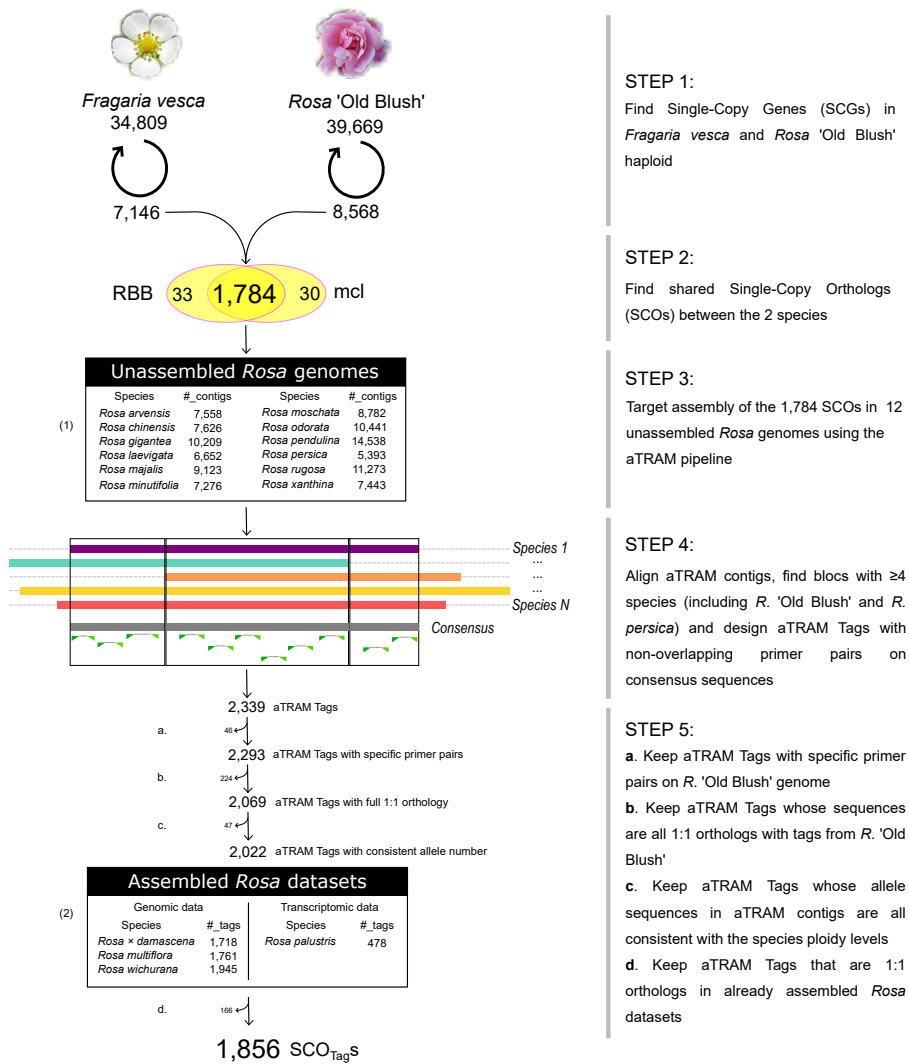 Fragaria vesca
34,809
7,146
Rosa 'Old Blush'
39,669
8,568
RBB 33 1,784 30 mcl
Unassembled Rosa genomes
(1)
Species #_contigs Species #_contigs
Rosa arvensis 7,558 Rosa moschata 8,782
Rosa chinensis 7,626 Rosa odorata 10,441
Rosa gigantea 10,209 Rosa pendulina 14,538
Rosa laevigata 6,652 Rosa persica 5,393
Rosa majalis 9,123 Rosa rugosa 11,273
Rosa minutifolia 7,276 Rosa xanthina 7,443
Species 1
...
...
...
Species N
Consensus
2,339 aTRAM Tags
a. 46
2,293 aTRAM Tags with specific primer pairs
b. 224
2,069 aTRAM Tags with full 1:1 orthology
c. 47
2,022 aTRAM Tags with consistent allele number
Assembled Rosa datasets
(2)
Genomic data Transcriptomic data
Species #_tags Species #_tags
Rosa × damascena 1,718 Rosa palustris 478
Rosa multiflora 1,761
Rosa wichurana 1,945
d. 166
1,856 SCOTags
STEP 1:
Find Single-Copy Genes (SCGs) in
Fragaria vesca and Rosa 'Old Blush'
haploid
STEP 2:
Find shared Single-Copy Orthologs
(SCOs) between the 2 species
STEP 3:
Target assembly of the 1,784 SCOs in 12
unassembled Rosa genomes using the
aTRAM pipeline
STEP 4:
Align aTRAM contigs, find blocs with ≥4
species (including R. 'Old Blush' and R.
persica) and design aTRAM Tags with
non-overlapping primer pairs on
consensus sequences
STEP 5:
a. Keep aTRAM Tags with specific primer
pairs on R. 'Old Blush' genome
b. Keep aTRAM Tags whose sequences
are all 1:1 orthologs with tags from R. 'Old
Blush'
c. Keep aTRAM Tags whose allele
sequences in aTRAM contigs are all
consistent with the species ploidy levels
d. Keep aTRAM Tags that are 1:1
orthologs in already assembled Rosa
datasets